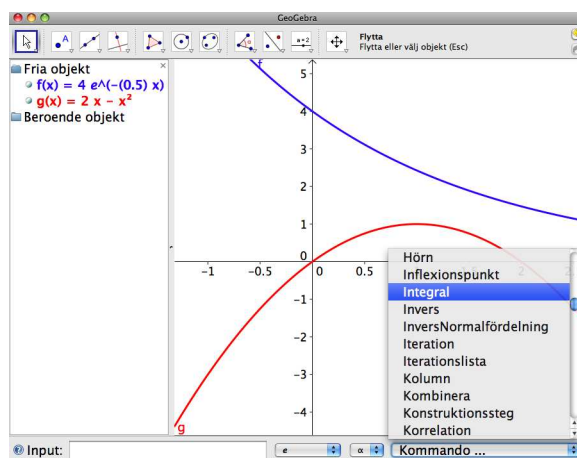 GeoGebra
Flytta
Flytta eller välj objekt (Esc)
A
a=2
Fria objekt
f(x) = 4 e^(-(0.5) x)
g(x) = 2 x – x²
Beroende objekt
f
5
4
3
2
1
0
-1
-0.5
0
0.5
2
-1
-2
-3
-4
g
Hörn
Inflexionspunkt
Integral
Invers
InversNormalfördelning
Iteration
Iterationslista
Kolumn
Kombinera
Konstruktionssteg
Korrelation
Input:
e
α
Kommando ...